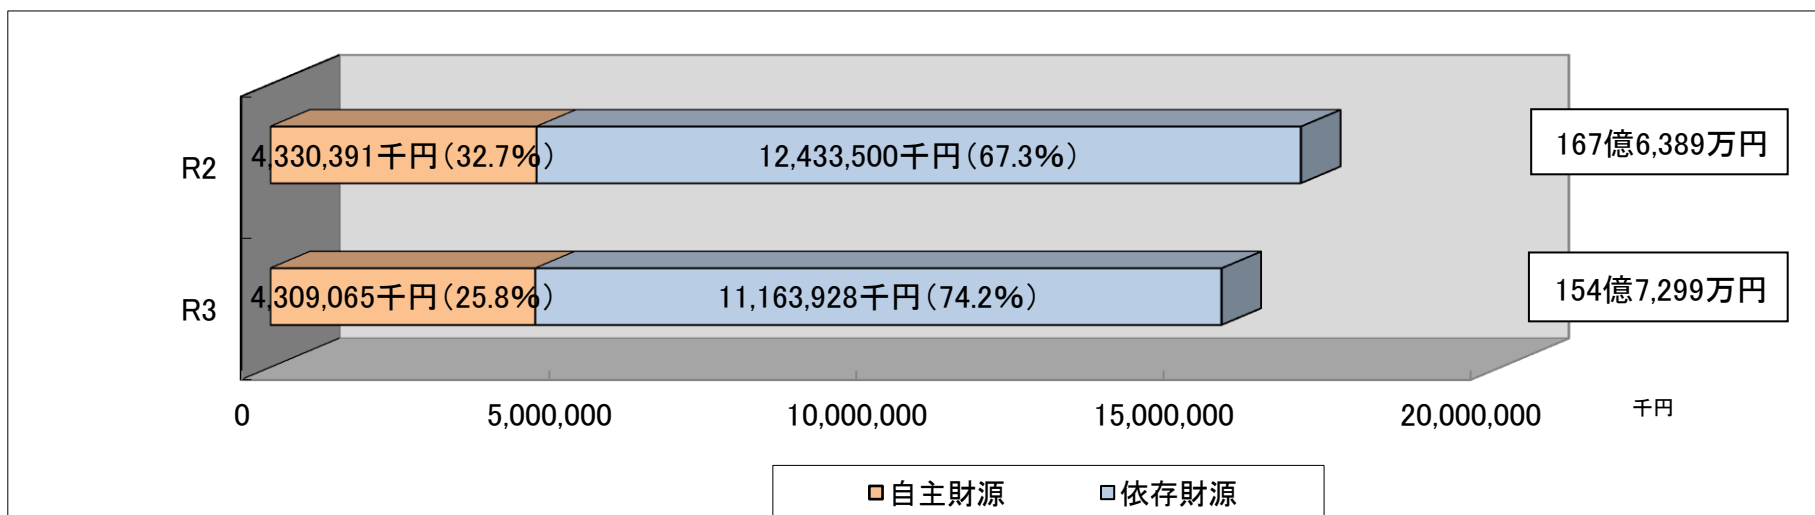 R2
4,330,391千円(32.7%)
12,433,500千円(67.3%)
167億6,389万円
R3
4,309,065千円(25.8%)
11,163,928千円(74.2%)
154億7,299万円
0 5,000,000 10,000,000 15,000,000 20,000,000 千円
自主財源 依存財源